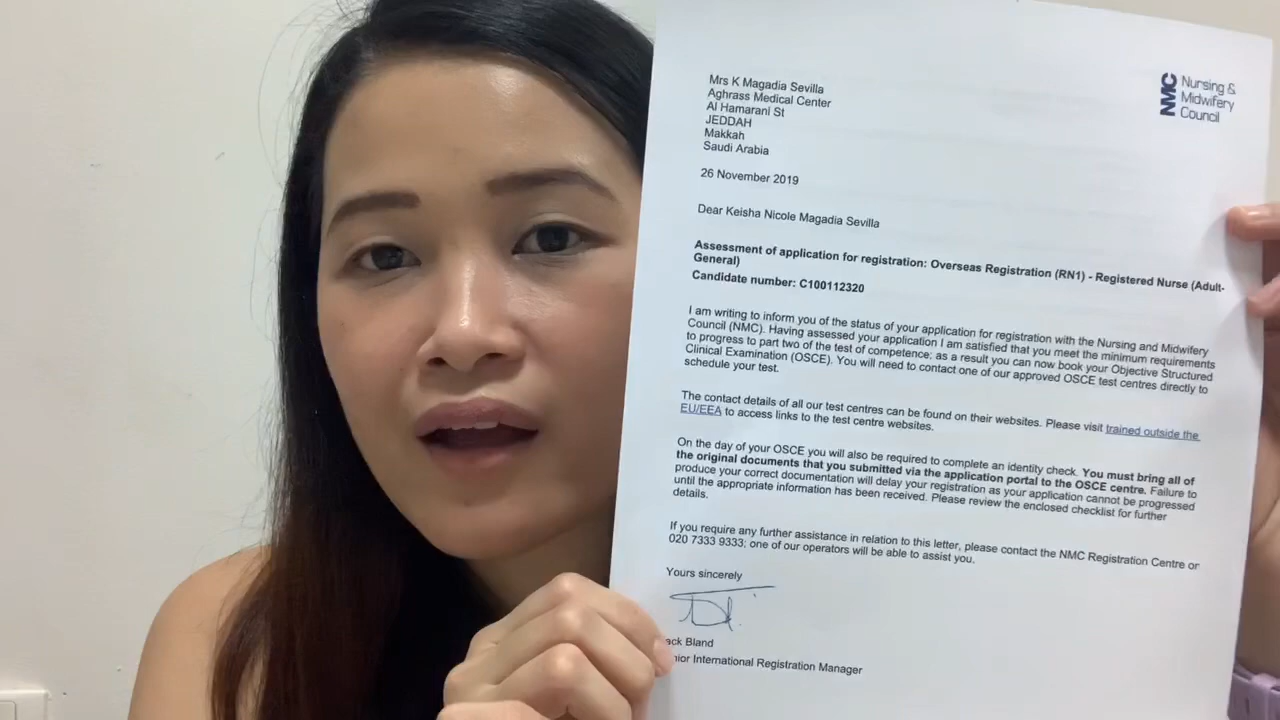 Mrs K Magadia Sevilla
Aghrass Medical Center
Al Hamarani St
JEDDAH
Makkah
Saudi Arabia
NMC
Nursing &
Midwifery
Council
26 November 2019
Dear Keisha Nicole Magadia Sevilla
Assessment of application for registration: Overseas Registration (RN1) - Registered Nurse (Adult-
General)
Candidate number: C100112320
I am writing to inform you of the status of your application for registration with the Nursing and Midwifery
Council (NMC). Having assessed your application I am satisfied that you meet the minimum requirements
to progress to part two of the test of competence; as a result you can now book your Objective Structured
Clinical Examination (OSCE). You will need to contact one of our approved OSCE test centres directly to
schedule your test.
The contact details of all our test centres can be found on their websites. Please visit trained outside the
EU/EEA to access links to the test centre websites.
On the day of your OSCE you will also be required to complete an identity check. You must bring all of
the original documents that you submitted via the application portal to the OSCE centre. Failure to
produce your correct documentation will delay your registration as your application cannot be progressed
until the appropriate information has been received. Please review the enclosed checklist for further
details.
If you require any further assistance in relation to this letter, please contact the NMC Registration Centre on
020 7333 9333; one of our operators will be able to assist you.
Yours sincerely
ack Bland
nior International Registration Manager